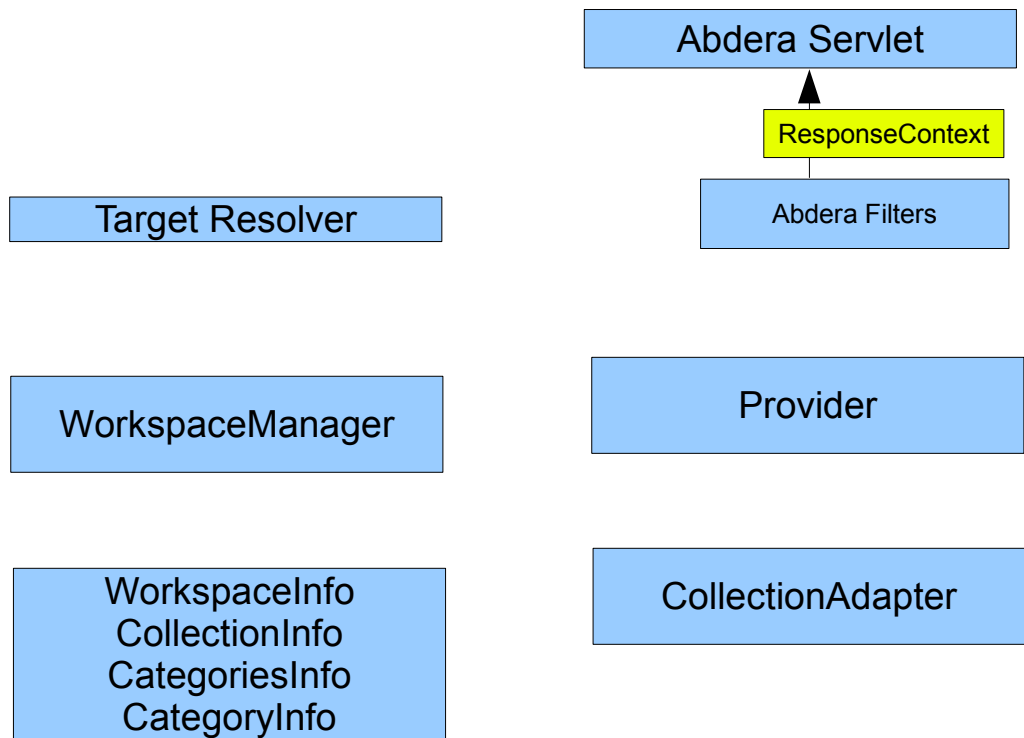 Abdera Servlet
ResponseContext
Abdera Filters
Target Resolver
Provider
WorkspaceManager
CollectionAdapter
WorkspaceInfo
CollectionInfo
CategoriesInfo
CategoryInfo